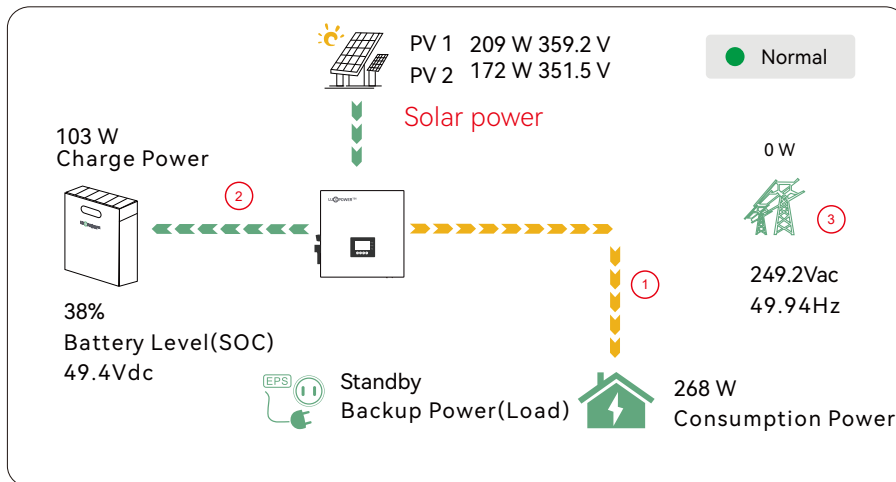 PV 1 209 W 359.2 V
PV 2 172 W 351.5 V
Normal
Solar power
103 W
Charge Power
0 W
2
LUXPOWER
3
1
249.2Vac
49.94Hz
38%
Battery Level(SOC)
49.4Vdc
EPS
Standby
Backup Power(Load)
268 W
Consumption Power